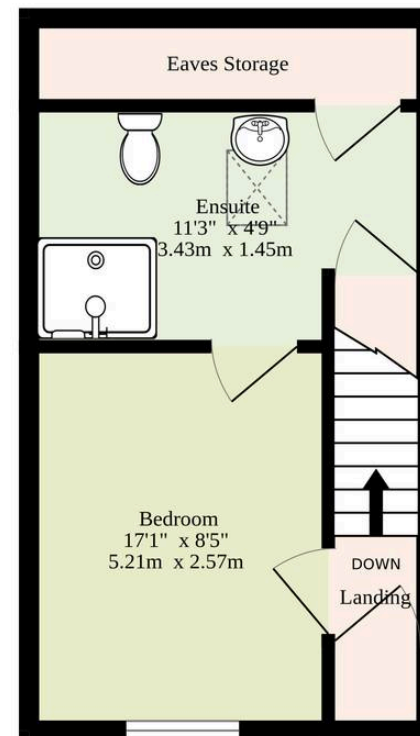 Eaves Storage
Ensuite
11'3"  x 4'9"
3.43m  x 1.45m
Bedroom
17'1"  x 8'5"
5.21m  x 2.57m
DOWN
Landing